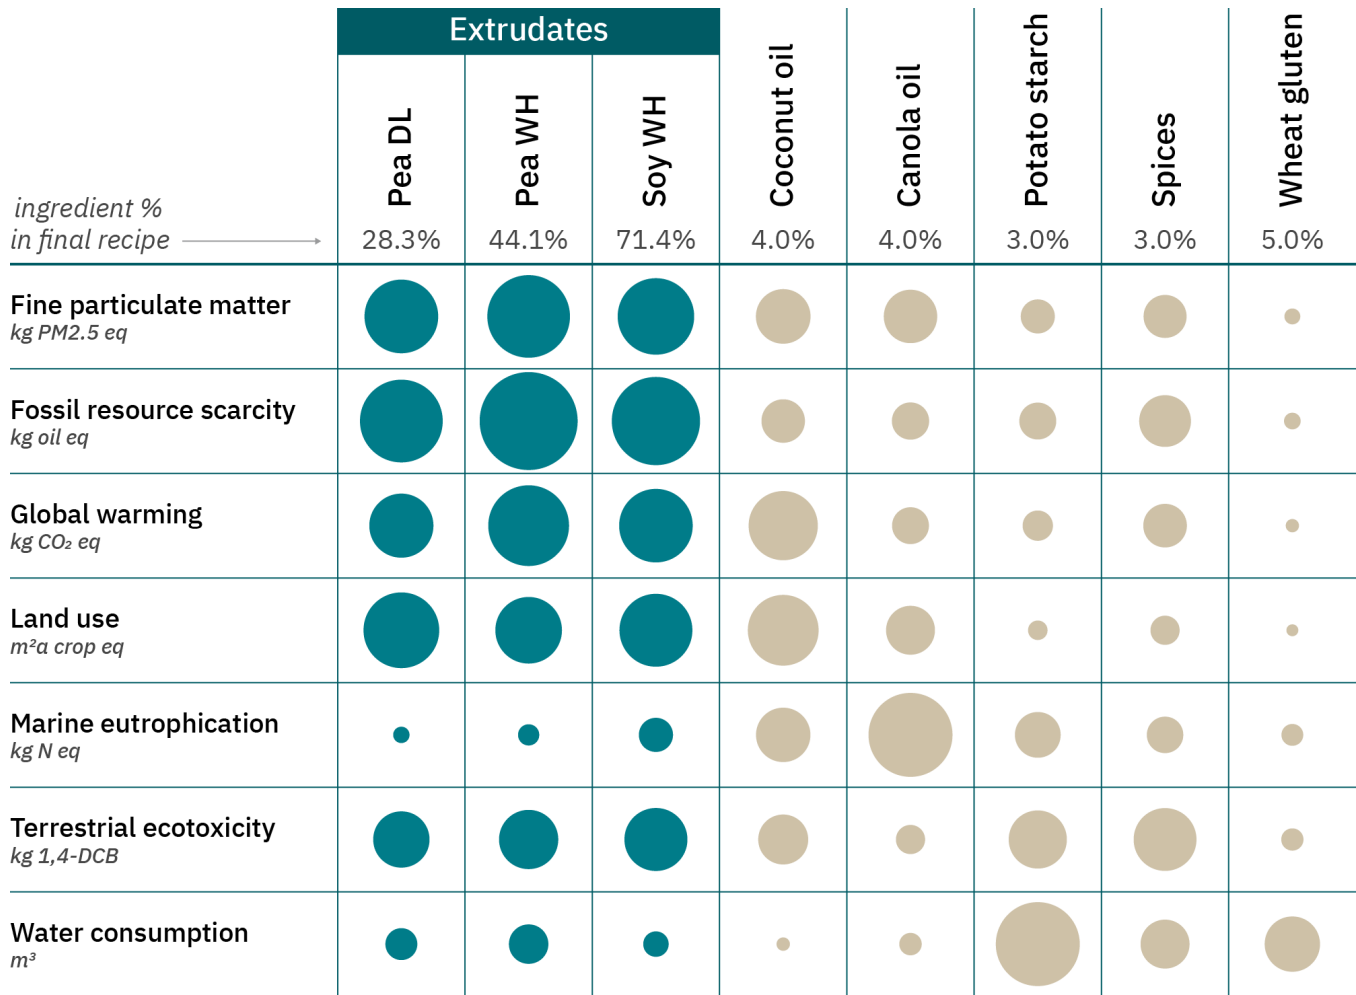 Extrudates
Pea DL
Pea WH
Soy WH
Coconut oil
Canola oil
Potato starch
Spices
Wheat gluten
ingredient %
in final recipe
28.3% 44.1% 71.4% 4.0% 4.0% 3.0% 3.0% 5.0%
Fine particulate matter
kg PM2.5 eq
Fossil resource scarcity
kg oil eq
Global warming
kg CO₂ eq
Land use
m²a crop eq
Marine eutrophication
kg N eq
Terrestrial ecotoxicity
kg 1,4-DCB
Water consumption
m³